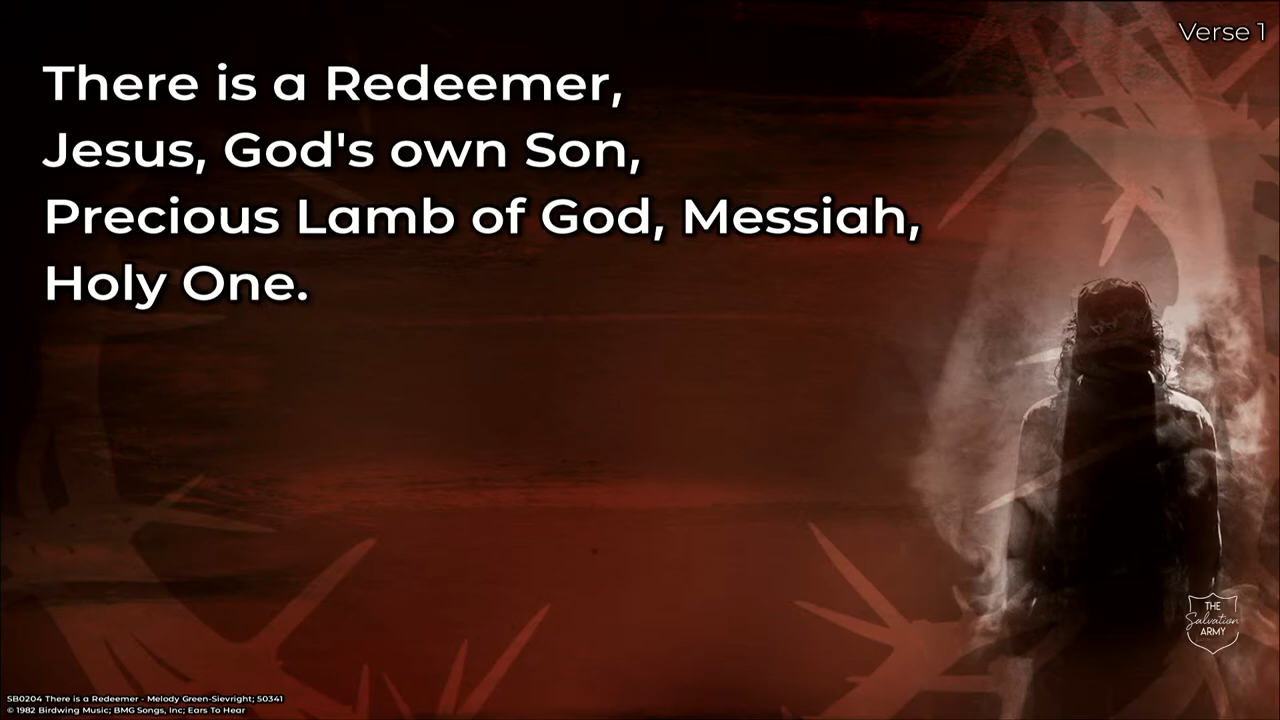 Verse 1
There is a Redeemer,
Jesus, God's own Son,
Precious Lamb of God, Messiah,
Holy One.
THE
Salvation
ARMY
SB0204 There is a Redeemer - Melody Green-Sievright; 50341
© 1982 Birdwing Music; BMG Songs, Inc; Ears To Hear